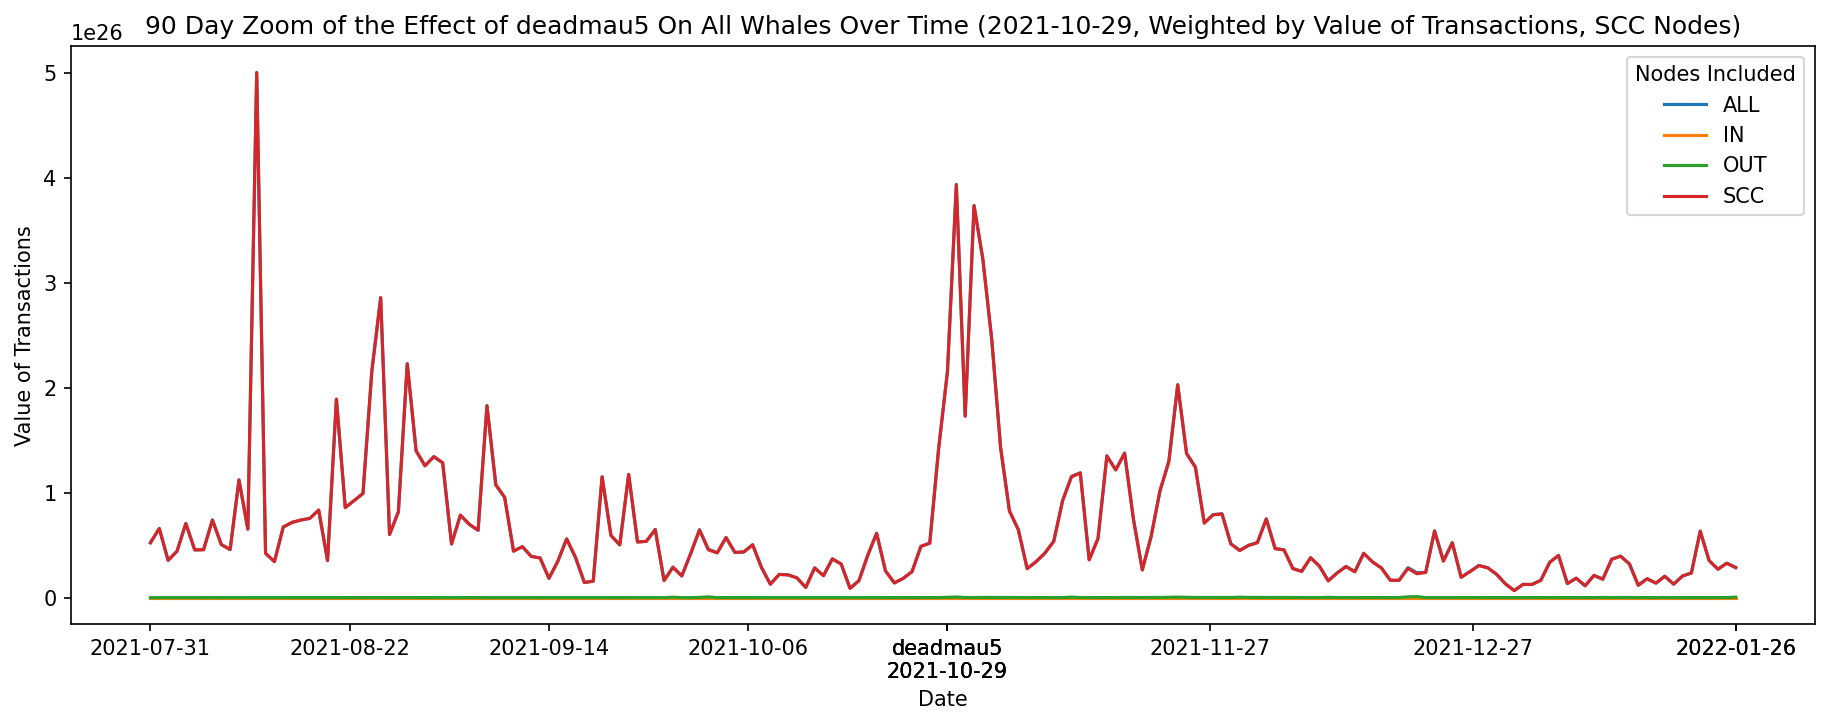 90 Day Zoom of the Effect of deadmau5 On All Whales Over Time (2021-10-29, Weighted by Value of Transactions, SCC Nodes)
1e26
5
4
3
2
1
0
Value of Transactions
Nodes Included
ALL
IN
OUT
SCC
2021-07-31
2021-08-22
2021-09-14
2021-10-06
deadmau5
2021-10-29
2021-11-27
2021-12-27
2022-01-26
Date